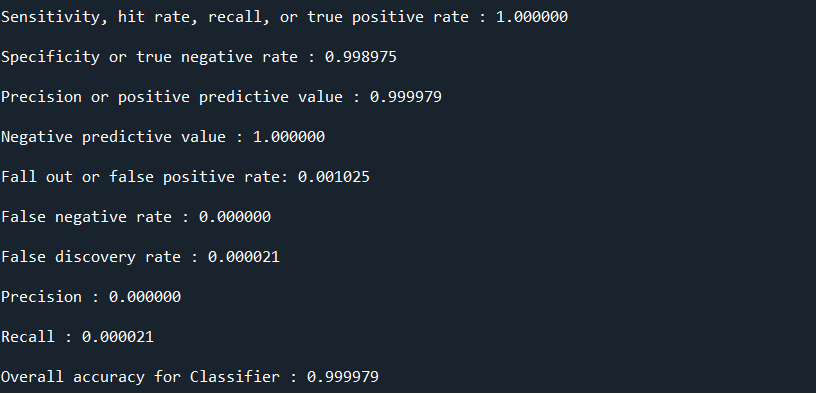 Sensitivity, hit rate, recall, or true positive rate : 1.000000
Specificity or true negative rate : 0.998975
Precision or positive predictive value : 0.999979
Negative predictive value : 1.000000
Fall out or false positive rate: 0.001025
False negative rate : 0.000000
False discovery rate : 0.000021
Precision : 0.000000
Recall : 0.000021
Overall accuracy for Classifier : 0.999979